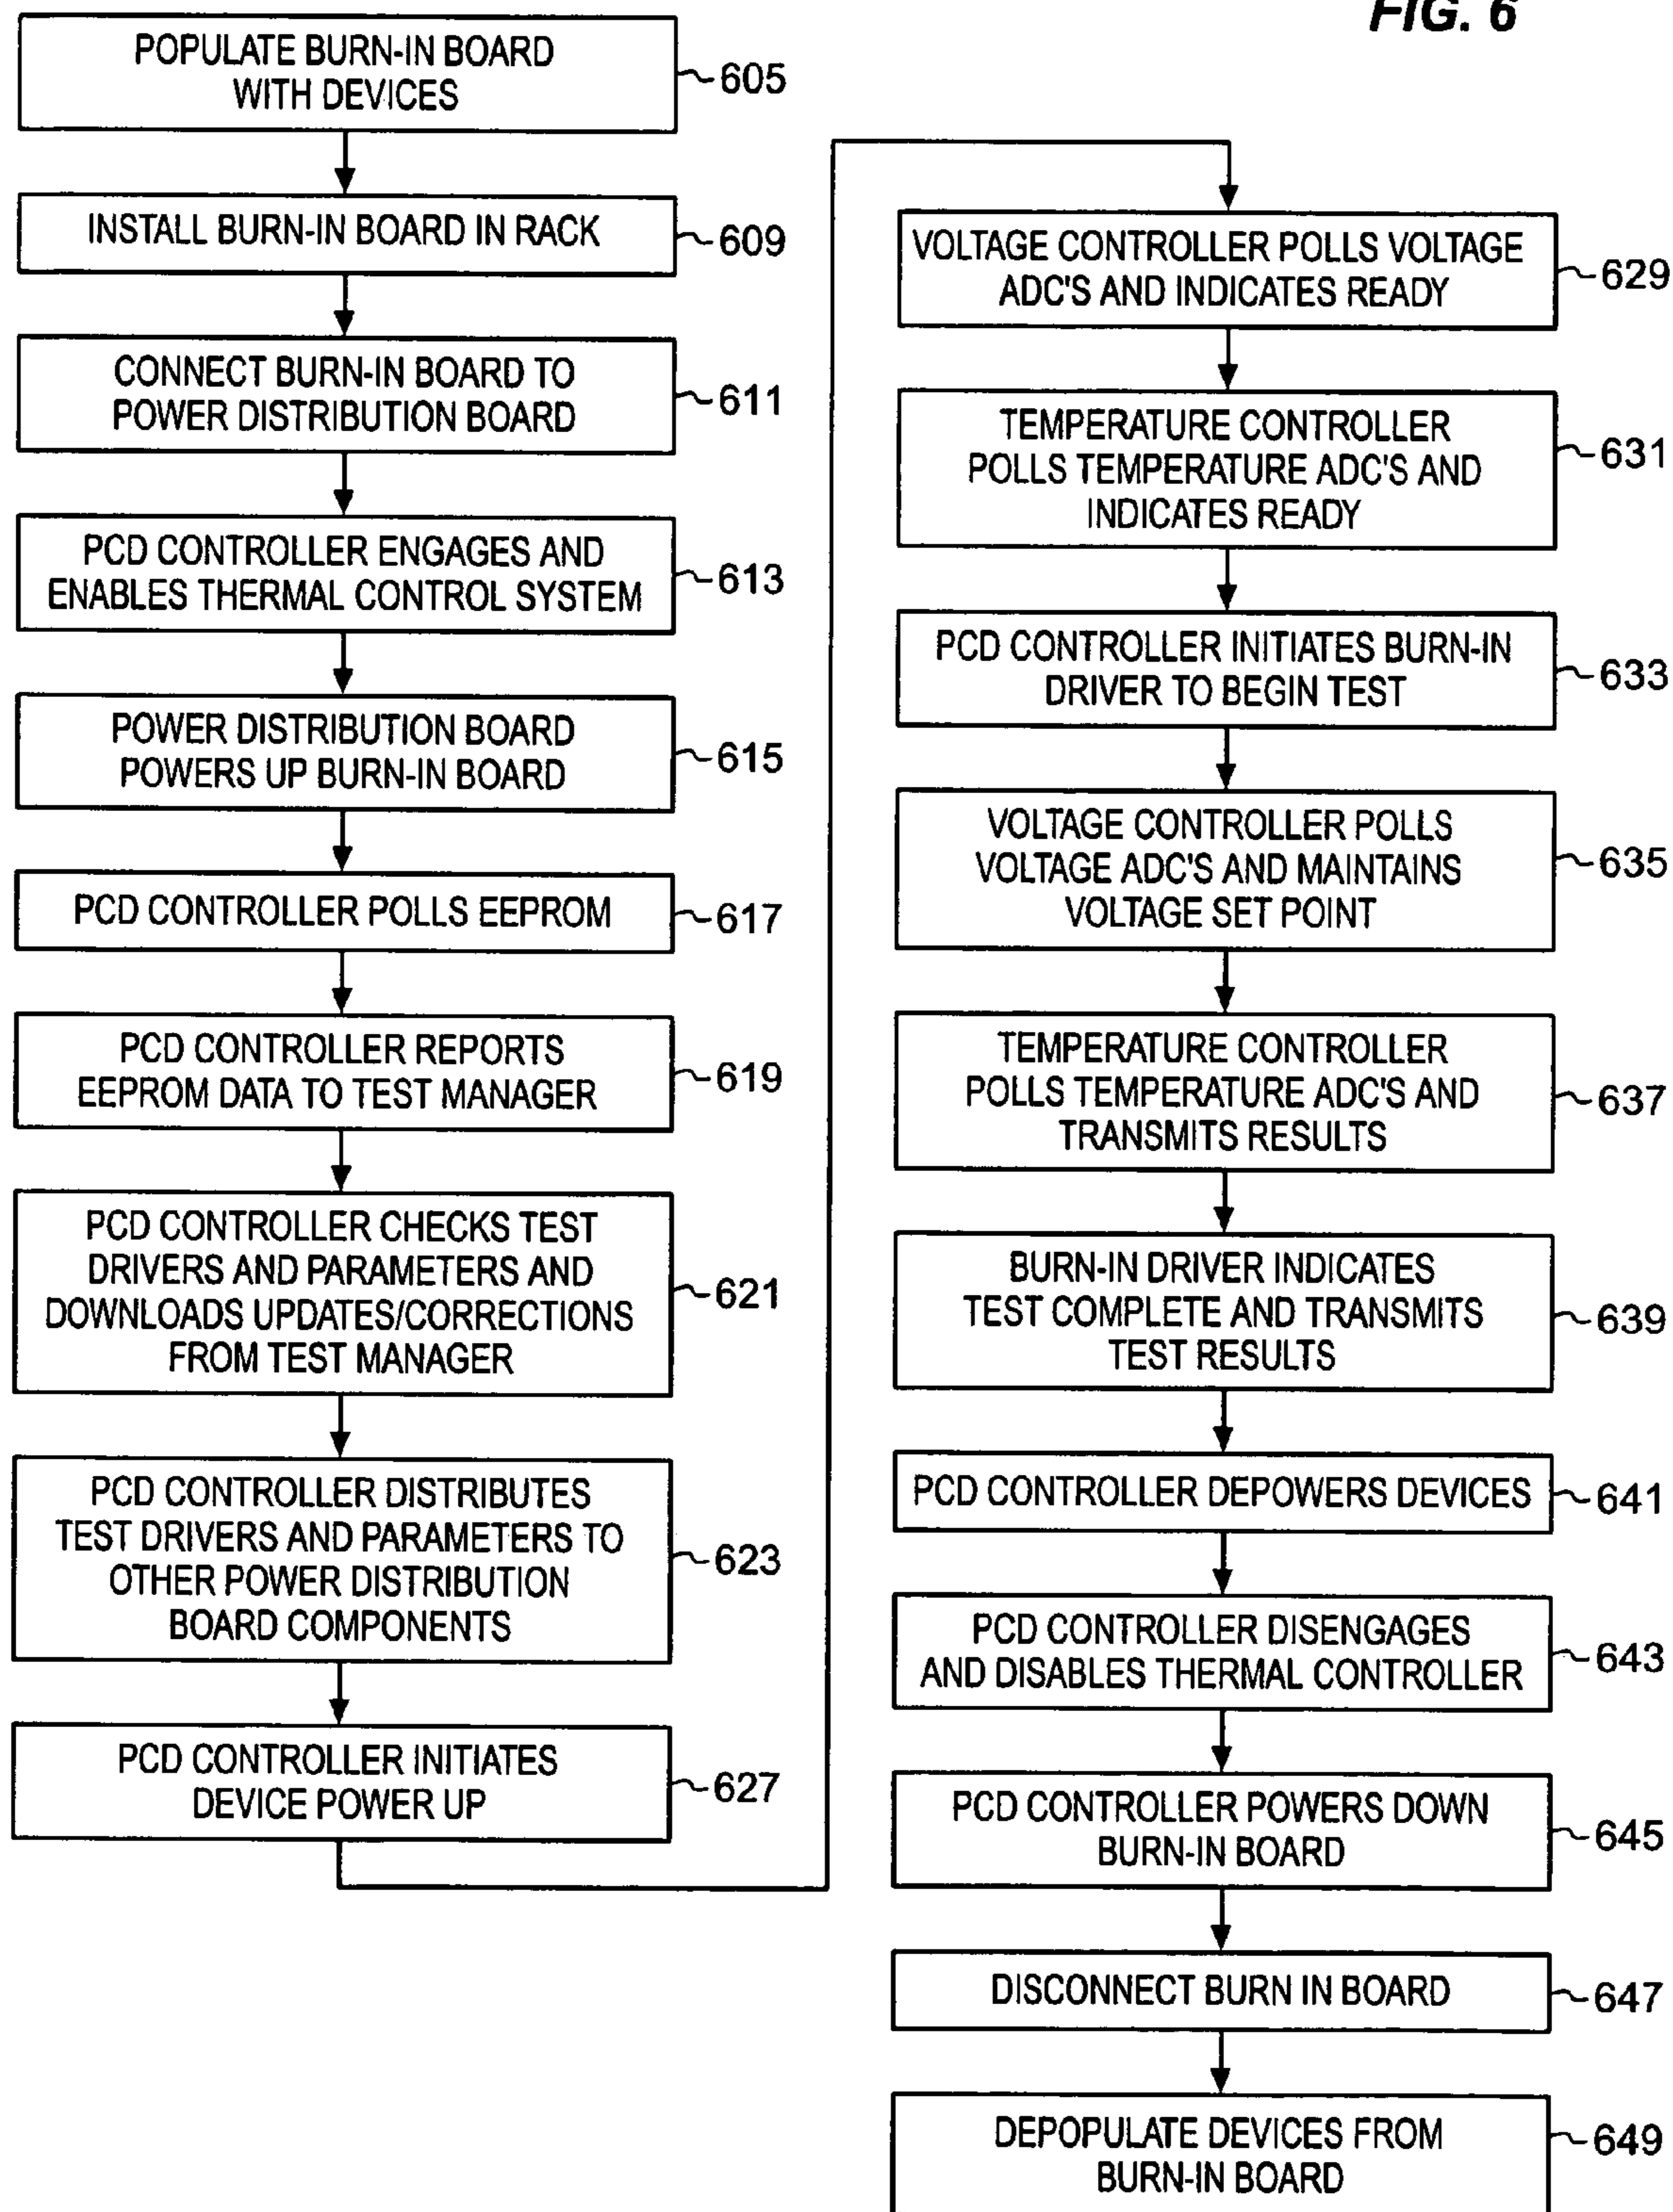 FIG. 6
POPULATE BURN-IN BOARD
WITH DEVICES
605
INSTALL BURN-IN BOARD IN RACK
609
CONNECT BURN-IN BOARD TO
POWER DISTRIBUTION BOARD
611
PCD CONTROLLER ENGAGES AND
ENABLES THERMAL CONTROL SYSTEM
613
POWER DISTRIBUTION BOARD
POWERS UP BURN-IN BOARD
615
PCD CONTROLLER POLLS EEPROM
617
PCD CONTROLLER REPORTS
EEPROM DATA TO TEST MANAGER
619
PCD CONTROLLER CHECKS TEST
DRIVERS AND PARAMETERS AND
DOWNLOADS UPDATES/CORRECTIONS
FROM TEST MANAGER
621
PCD CONTROLLER DISTRIBUTES
TEST DRIVERS AND PARAMETERS TO
OTHER POWER DISTRIBUTION
BOARD COMPONENTS
623
PCD CONTROLLER INITIATES
DEVICE POWER UP
627
VOLTAGE CONTROLLER POLLS VOLTAGE
ADC'S AND INDICATES READY
629
TEMPERATURE CONTROLLER
POLLS TEMPERATURE ADC'S AND
INDICATES READY
631
PCD CONTROLLER INITIATES BURN-IN
DRIVER TO BEGIN TEST
633
VOLTAGE CONTROLLER POLLS
VOLTAGE ADC'S AND MAINTAINS
VOLTAGE SET POINT
635
TEMPERATURE CONTROLLER
POLLS TEMPERATURE ADC'S AND
TRANSMITS RESULTS
637
BURN-IN DRIVER INDICATES
TEST COMPLETE AND TRANSMITS
TEST RESULTS
639
PCD CONTROLLER DEPOWERS DEVICES
641
PCD CONTROLLER DISENGAGES
AND DISABLES THERMAL CONTROLLER
643
PCD CONTROLLER POWERS DOWN
BURN-IN BOARD
645
DISCONNECT BURN IN BOARD
647
DEPOPULATE DEVICES FROM
BURN-IN BOARD
649